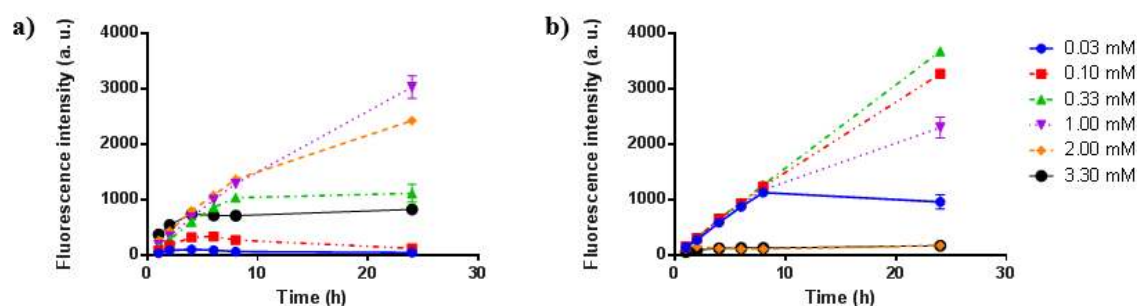 a)
Fluorescence intensity (a. u.)
4000
3000
2000
1000
0
0
10
20
30
Time (h)
b)
Fluorescence intensity (a. u.)
4000
3000
2000
1000
0
0
10
20
30
Time (h)
0.03 mM
0.10 mM
0.33 mM
1.00 mM
2.00 mM
3.30 mM